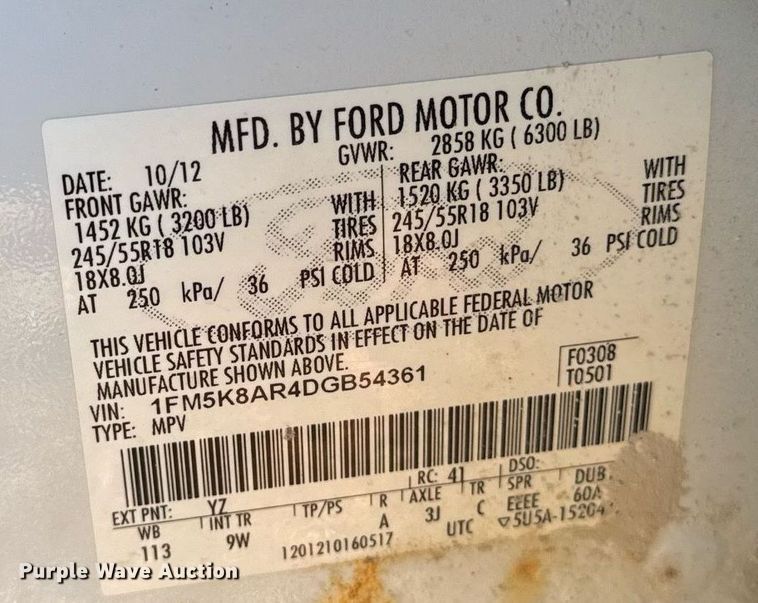 MFD. BY FORD MOTOR CO.
DATE: 10/12 GVWR: 2858 KG ( 6300 LB)
FRONT GAWR: REAR GAWR:
1452 KG ( 3200 LB) WITH 1520 KG ( 3350 LB) WITH
245/55R18 103V TIRES 245/55R18 103V TIRES
18X8.0J RIMS 18X8.0J RIMS
AT 250 kPa/ 36 PSI COLD AT 250 kPa/ 36 PSI COLD
THIS VEHICLE CONFORMS TO ALL APPLICABLE FEDERAL MOTOR
VEHICLE SAFETY STANDARDS IN EFFECT ON THE DATE OF
MANUFACTURE SHOWN ABOVE.
VIN: 1FM5K8AR4DGB54361 F0308
TYPE: MPV T0501
EXT PNT: YZ RC: 41 DSO:
WB INT TR TP/PS R AXLE TR SPR DUB
113 9W A 3J C EEEE 60A
1201210160517 UTC ▽5U5A-15204
Purple Wave Auction